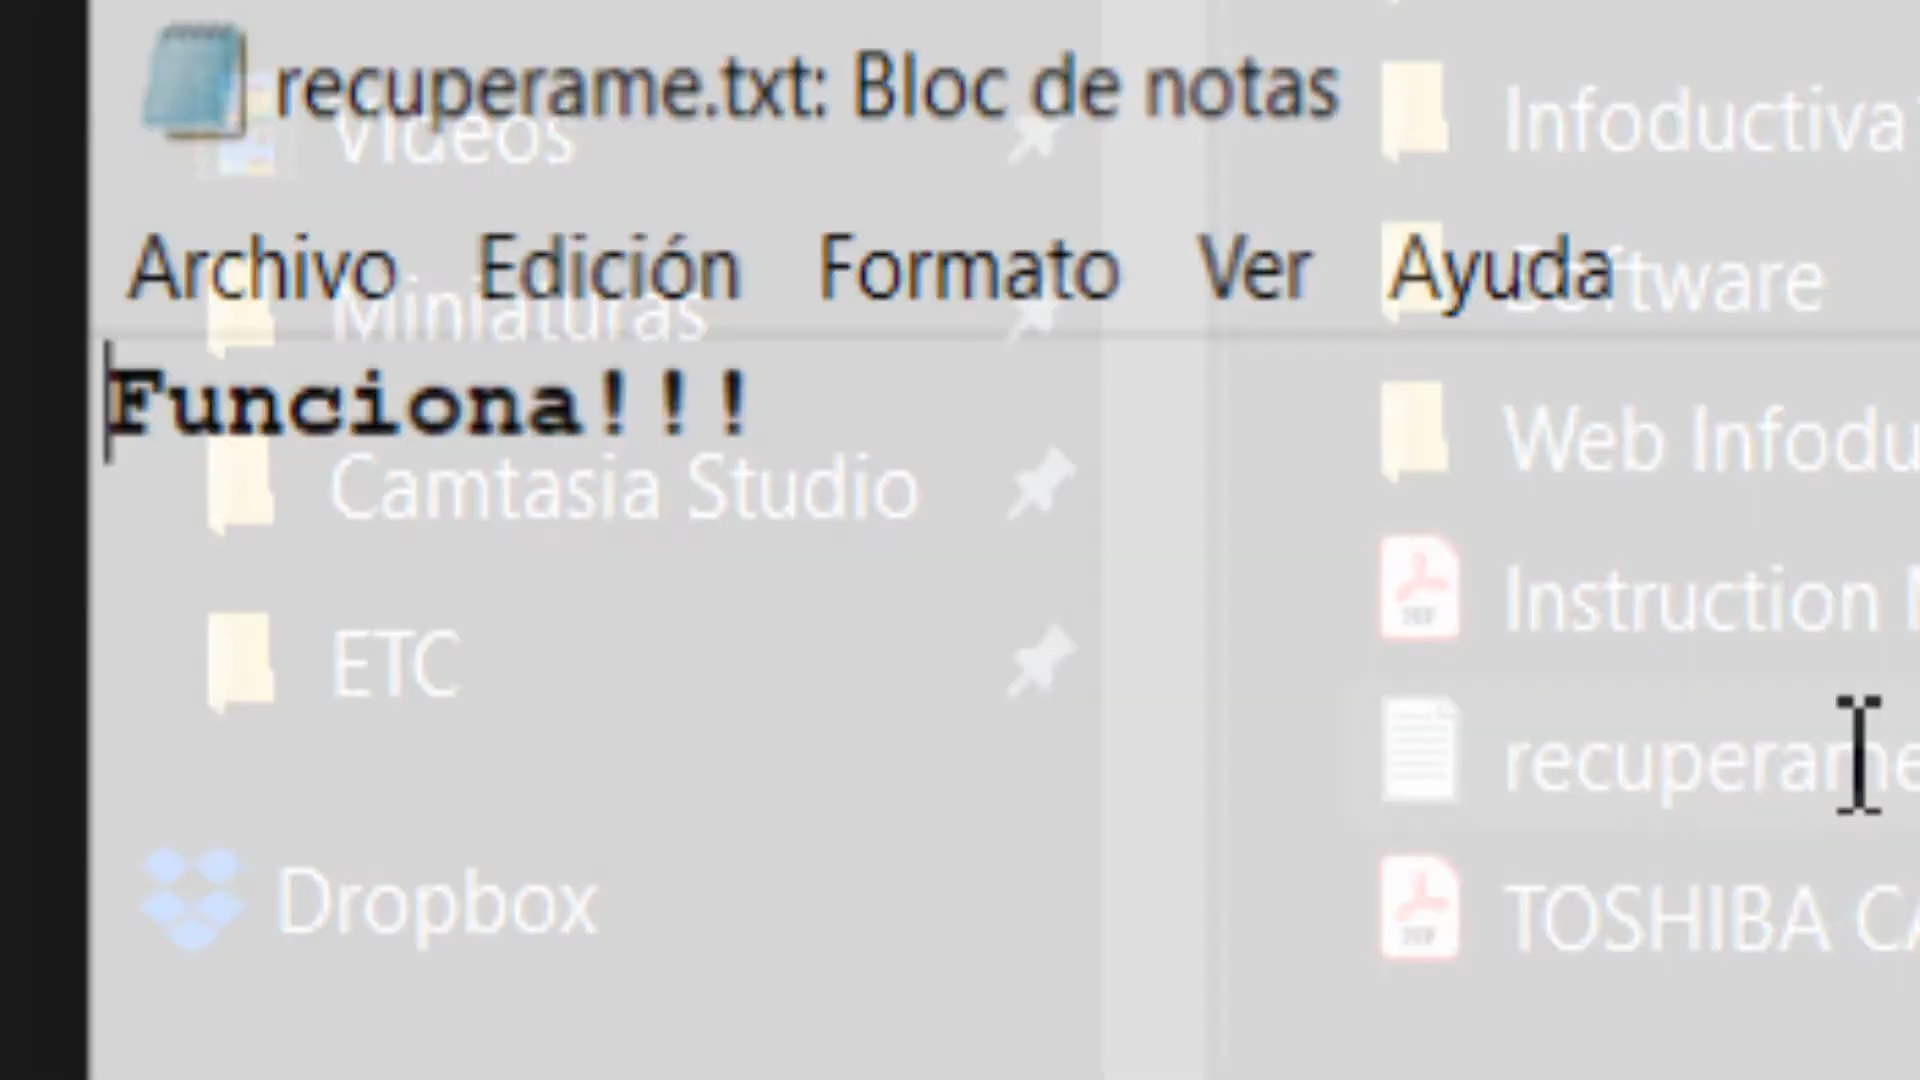 recuperame.txt: Bloc de notas
Archivo Edición Formato Ver Ayuda
Funciona!!!
Vídeos
Miniaturas
Camtasia Studio
ETC
Dropbox
Infoductiva
Software
Web Infodu
Instruction
recuperame
TOSHIBA CA